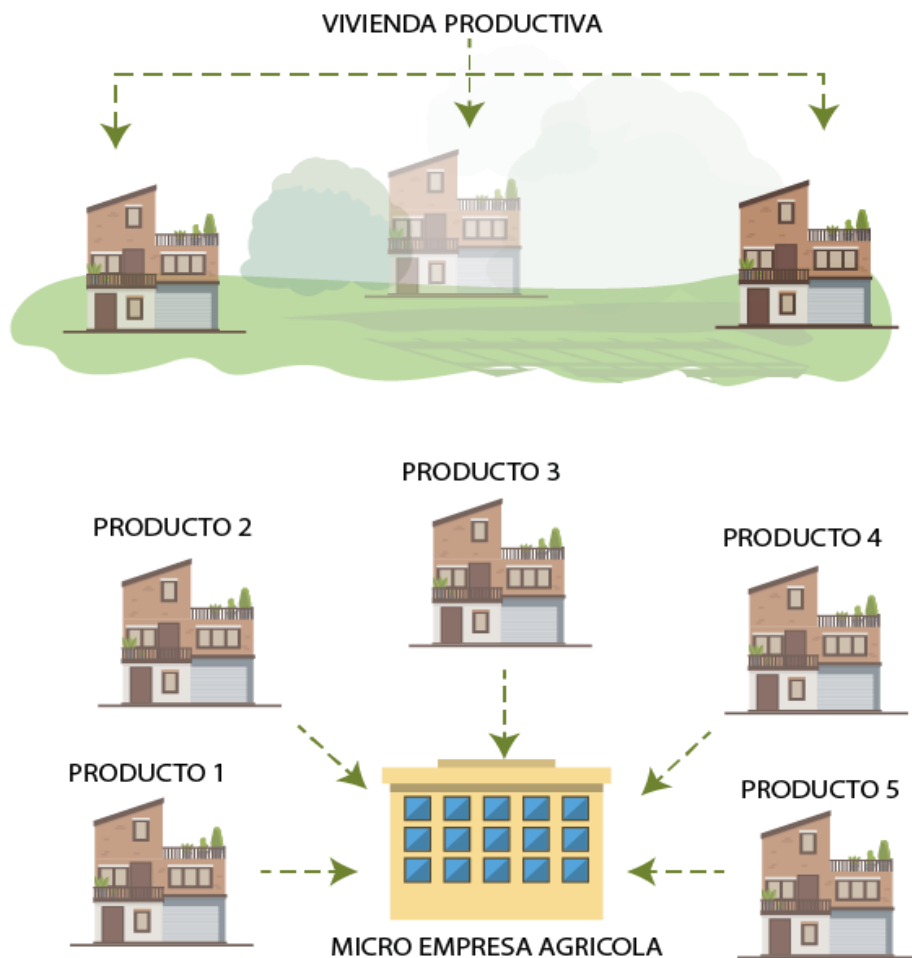 VIVIENDA PRODUCTIVA
PRODUCTO 3
PRODUCTO 2
PRODUCTO 4
PRODUCTO 1
PRODUCTO 5
MICRO EMPRESA AGRICOLA